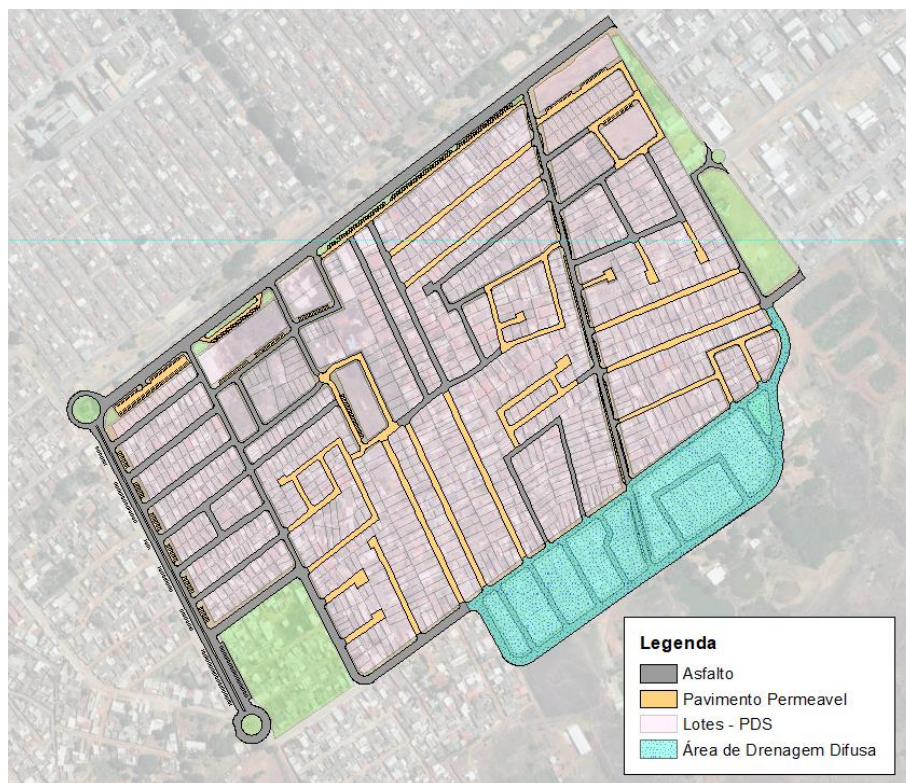 Legenda
Asfalto
Pavimento Permeavel
Lotes - PDS
Área de Drenagem Difusa